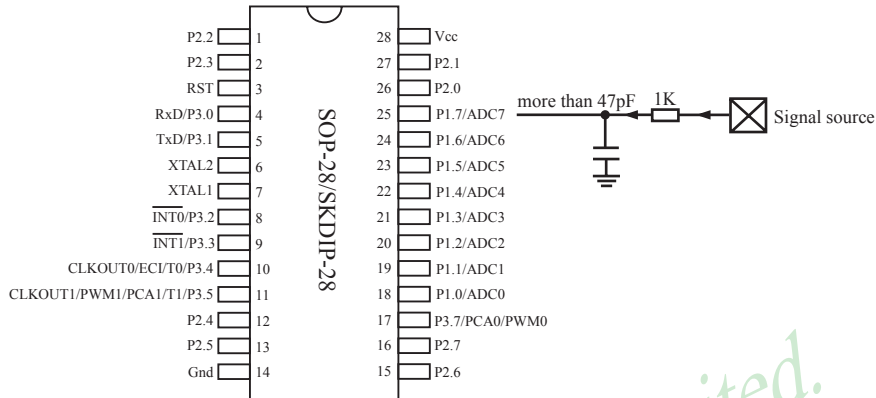 P2.2 1 28 Vcc
P2.3 2 27 P2.1
RST 3 26 P2.0
RxD/P3.0 4 25 P1.7/ADC7 more than 47pF 1K Signal source
TxD/P3.1 5 24 P1.6/ADC6
XTAL2 6 23 P1.5/ADC5
XTAL1 7 22 P1.4/ADC4
INT0/P3.2 8 21 P1.3/ADC3
INT1/P3.3 9 20 P1.2/ADC2
CLKOUT0/ECI/T0/P3.4 10 19 P1.1/ADC1
CLKOUT1/PWM1/PCA1/T1/P3.5 11 18 P1.0/ADC0
P2.4 12 17 P3.7/PCA0/PWM0
P2.5 13 16 P2.7
Gnd 14 15 P2.6
SOP-28/SKDIP-28